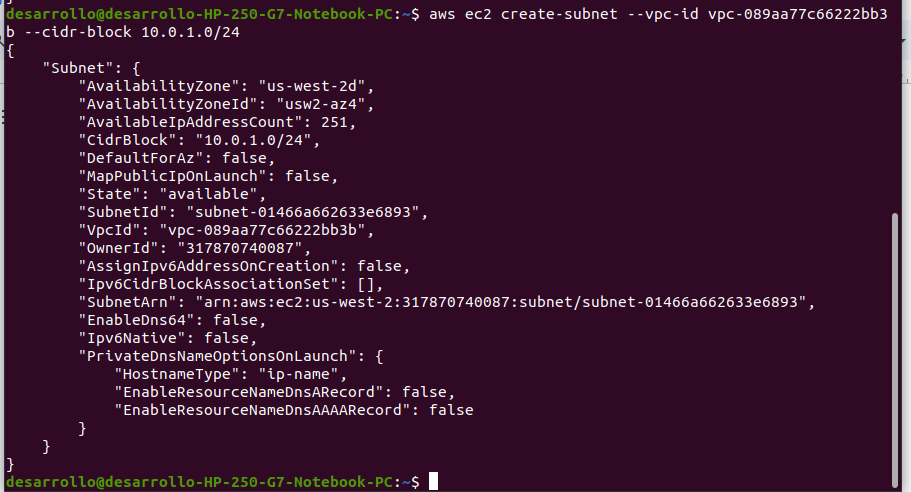 desarrollo@desarrollo-HP-250-G7-Notebook-PC:~$ aws ec2 create-subnet --vpc-id vpc-089aa77c66222bb3
b --cidr-block 10.0.1.0/24
{
    "Subnet": {
        "AvailabilityZone": "us-west-2d",
        "AvailabilityZoneId": "usw2-az4",
        "AvailableIpAddressCount": 251,
        "CidrBlock": "10.0.1.0/24",
        "DefaultForAz": false,
        "MapPublicIpOnLaunch": false,
        "State": "available",
        "SubnetId": "subnet-01466a662633e6893",
        "VpcId": "vpc-089aa77c66222bb3b",
        "OwnerId": "317870740087",
        "AssignIpv6AddressOnCreation": false,
        "Ipv6CidrBlockAssociationSet": [],
        "SubnetArn": "arn:aws:ec2:us-west-2:317870740087:subnet/subnet-01466a662633e6893",
        "EnableDns64": false,
        "Ipv6Native": false,
        "PrivateDnsNameOptionsOnLaunch": {
            "HostnameType": "ip-name",
            "EnableResourceNameDnsARecord": false,
            "EnableResourceNameDnsAAAARecord": false
        }
    }
}
desarrollo@desarrollo-HP-250-G7-Notebook-PC:~$